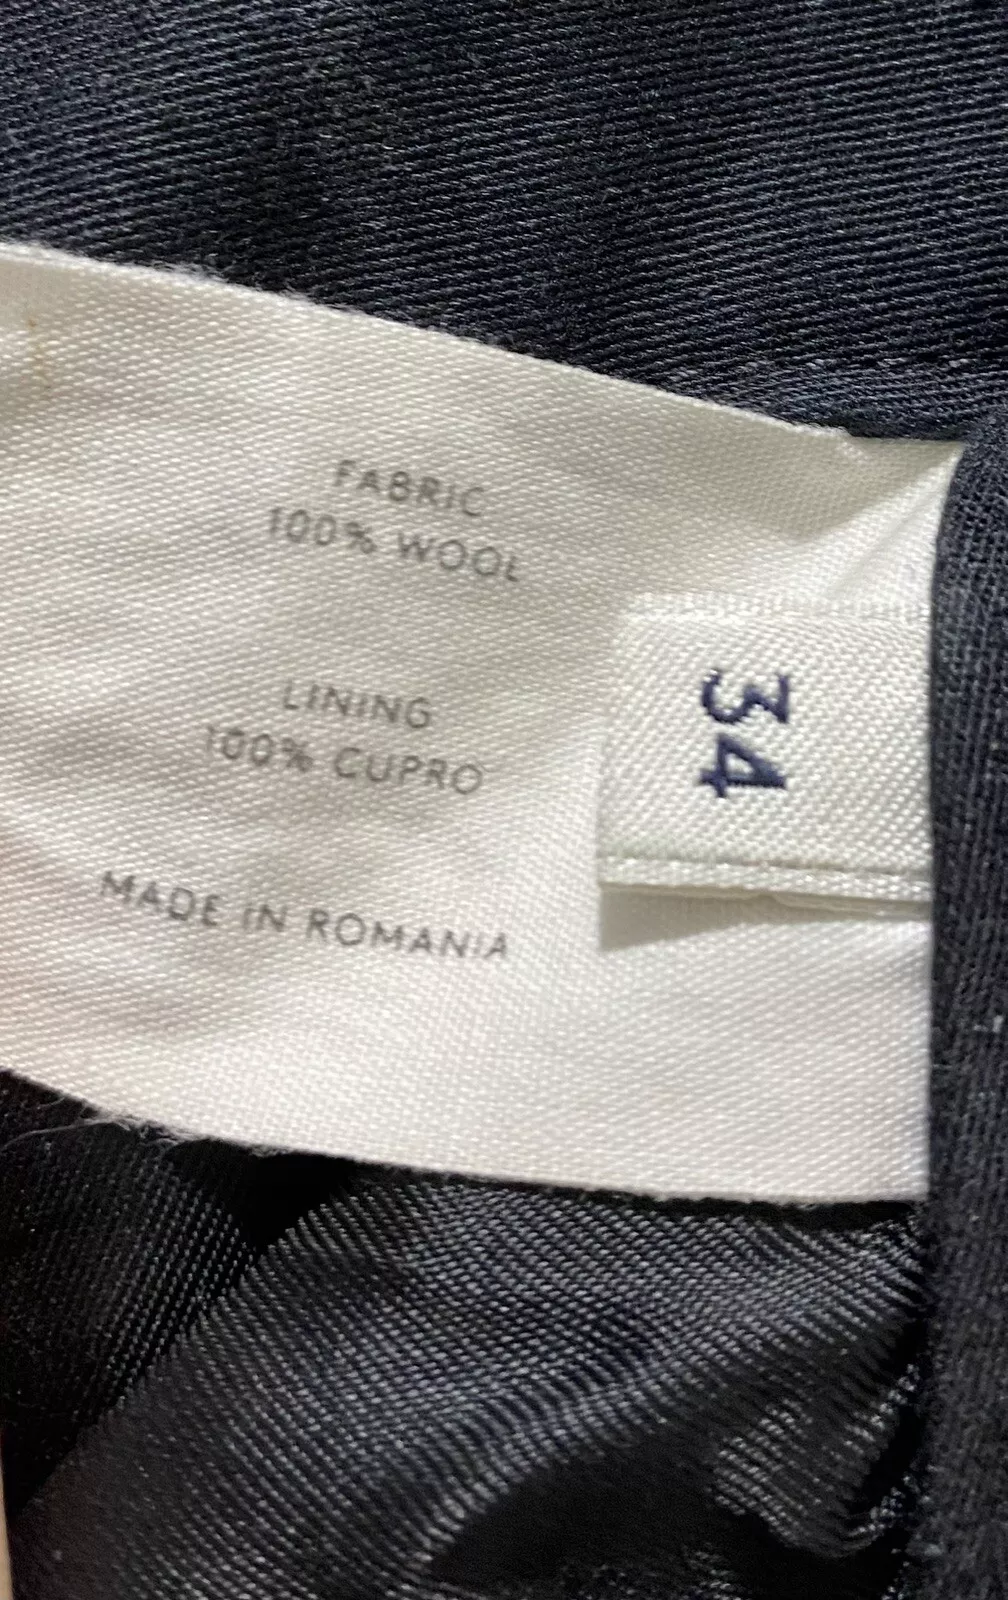 FABRIC
100% WOOL
LINING
100% CUPRO
MADE IN ROMANIA
34